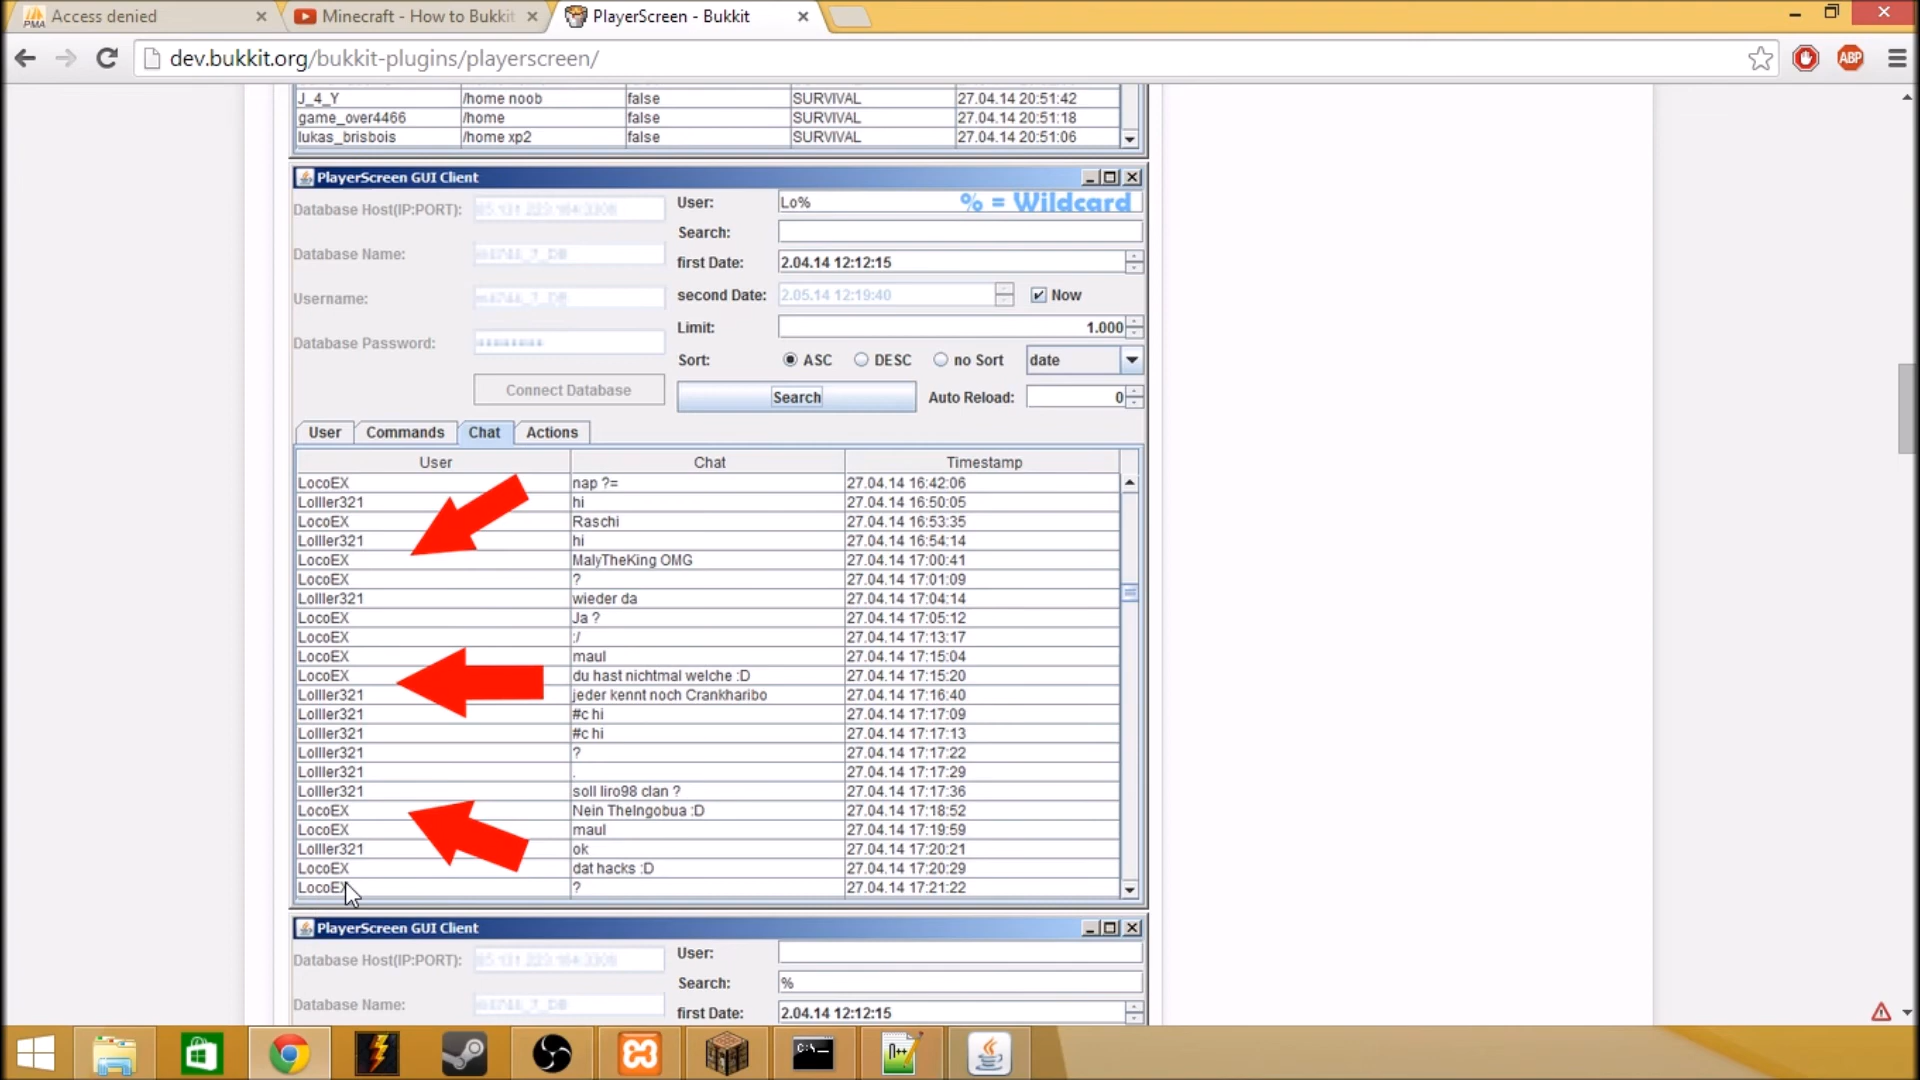 Access denied
Minecraft - How to Bukkit
PlayerScreen - Bukkit
dev.bukkit.org/bukkit-plugins/playerscreen/
ABP
J_4_Y /home noob false SURVIVAL 27.04.14 20:51:42
game_over4466 /home false SURVIVAL 27.04.14 20:51:18
lukas_brisbois /home xp2 false SURVIVAL 27.04.14 20:51:06
PlayerScreen GUI Client
Database Host(IP:PORT):
User: Lo% % = Wildcard
Search:
Database Name:
first Date: 2.04.14 12:12:15
Username:
second Date: 2.05.14 12:19:40 Now
Limit: 1.000
Database Password:
Sort: ASC DESC no Sort date
Connect Database
Search Auto Reload: 0
User Commands Chat Actions
User Chat Timestamp
LocoEX nap ?= 27.04.14 16:42:06
Lolller321 hi 27.04.14 16:50:05
LocoEX Raschi 27.04.14 16:53:35
Lolller321 hi 27.04.14 16:54:14
LocoEX MalyTheKing OMG 27.04.14 17:00:41
LocoEX ? 27.04.14 17:01:09
Lolller321 wieder da 27.04.14 17:04:14
LocoEX Ja ? 27.04.14 17:05:12
LocoEX :/ 27.04.14 17:13:17
LocoEX maul 27.04.14 17:15:04
LocoEX du hast nichtmal welche :D 27.04.14 17:15:20
Lolller321 jeder kennt noch Crankharibo 27.04.14 17:16:40
Lolller321 #c hi 27.04.14 17:17:09
Lolller321 #c hi 27.04.14 17:17:13
Lolller321 ? 27.04.14 17:17:22
Lolller321 . 27.04.14 17:17:29
Lolller321 soll liro98 clan ? 27.04.14 17:17:36
LocoEX Nein TheIngobua :D 27.04.14 17:18:52
LocoEX maul 27.04.14 17:19:59
Lolller321 ok 27.04.14 17:20:21
LocoEX dat hacks :D 27.04.14 17:20:29
LocoEX ? 27.04.14 17:21:22
PlayerScreen GUI Client
Database Host(IP:PORT):
User:
Search: %
Database Name:
first Date: 2.04.14 12:12:15